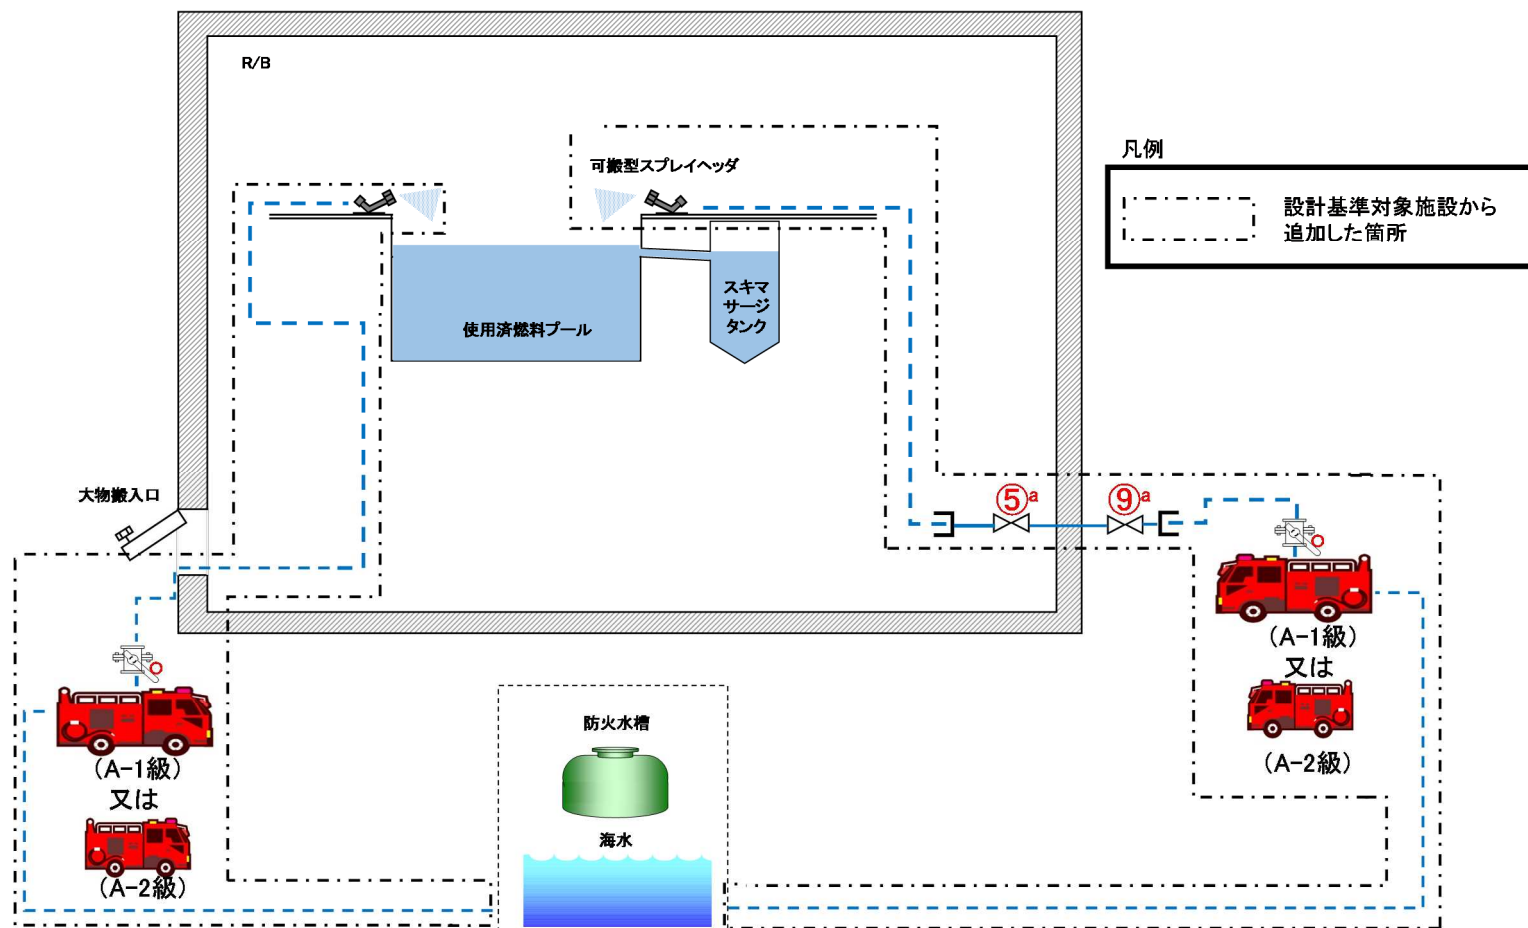 R/B
可搬型スプレイヘッダ
凡例
設計基準対象施設から
追加した箇所
スキマ
サージ
タンク
使用済燃料プール
大物搬入口
⑤a
⑨a
(A-1級)
又は
(A-2級)
防火水槽
海水
(A-1級)
又は
(A-2級)